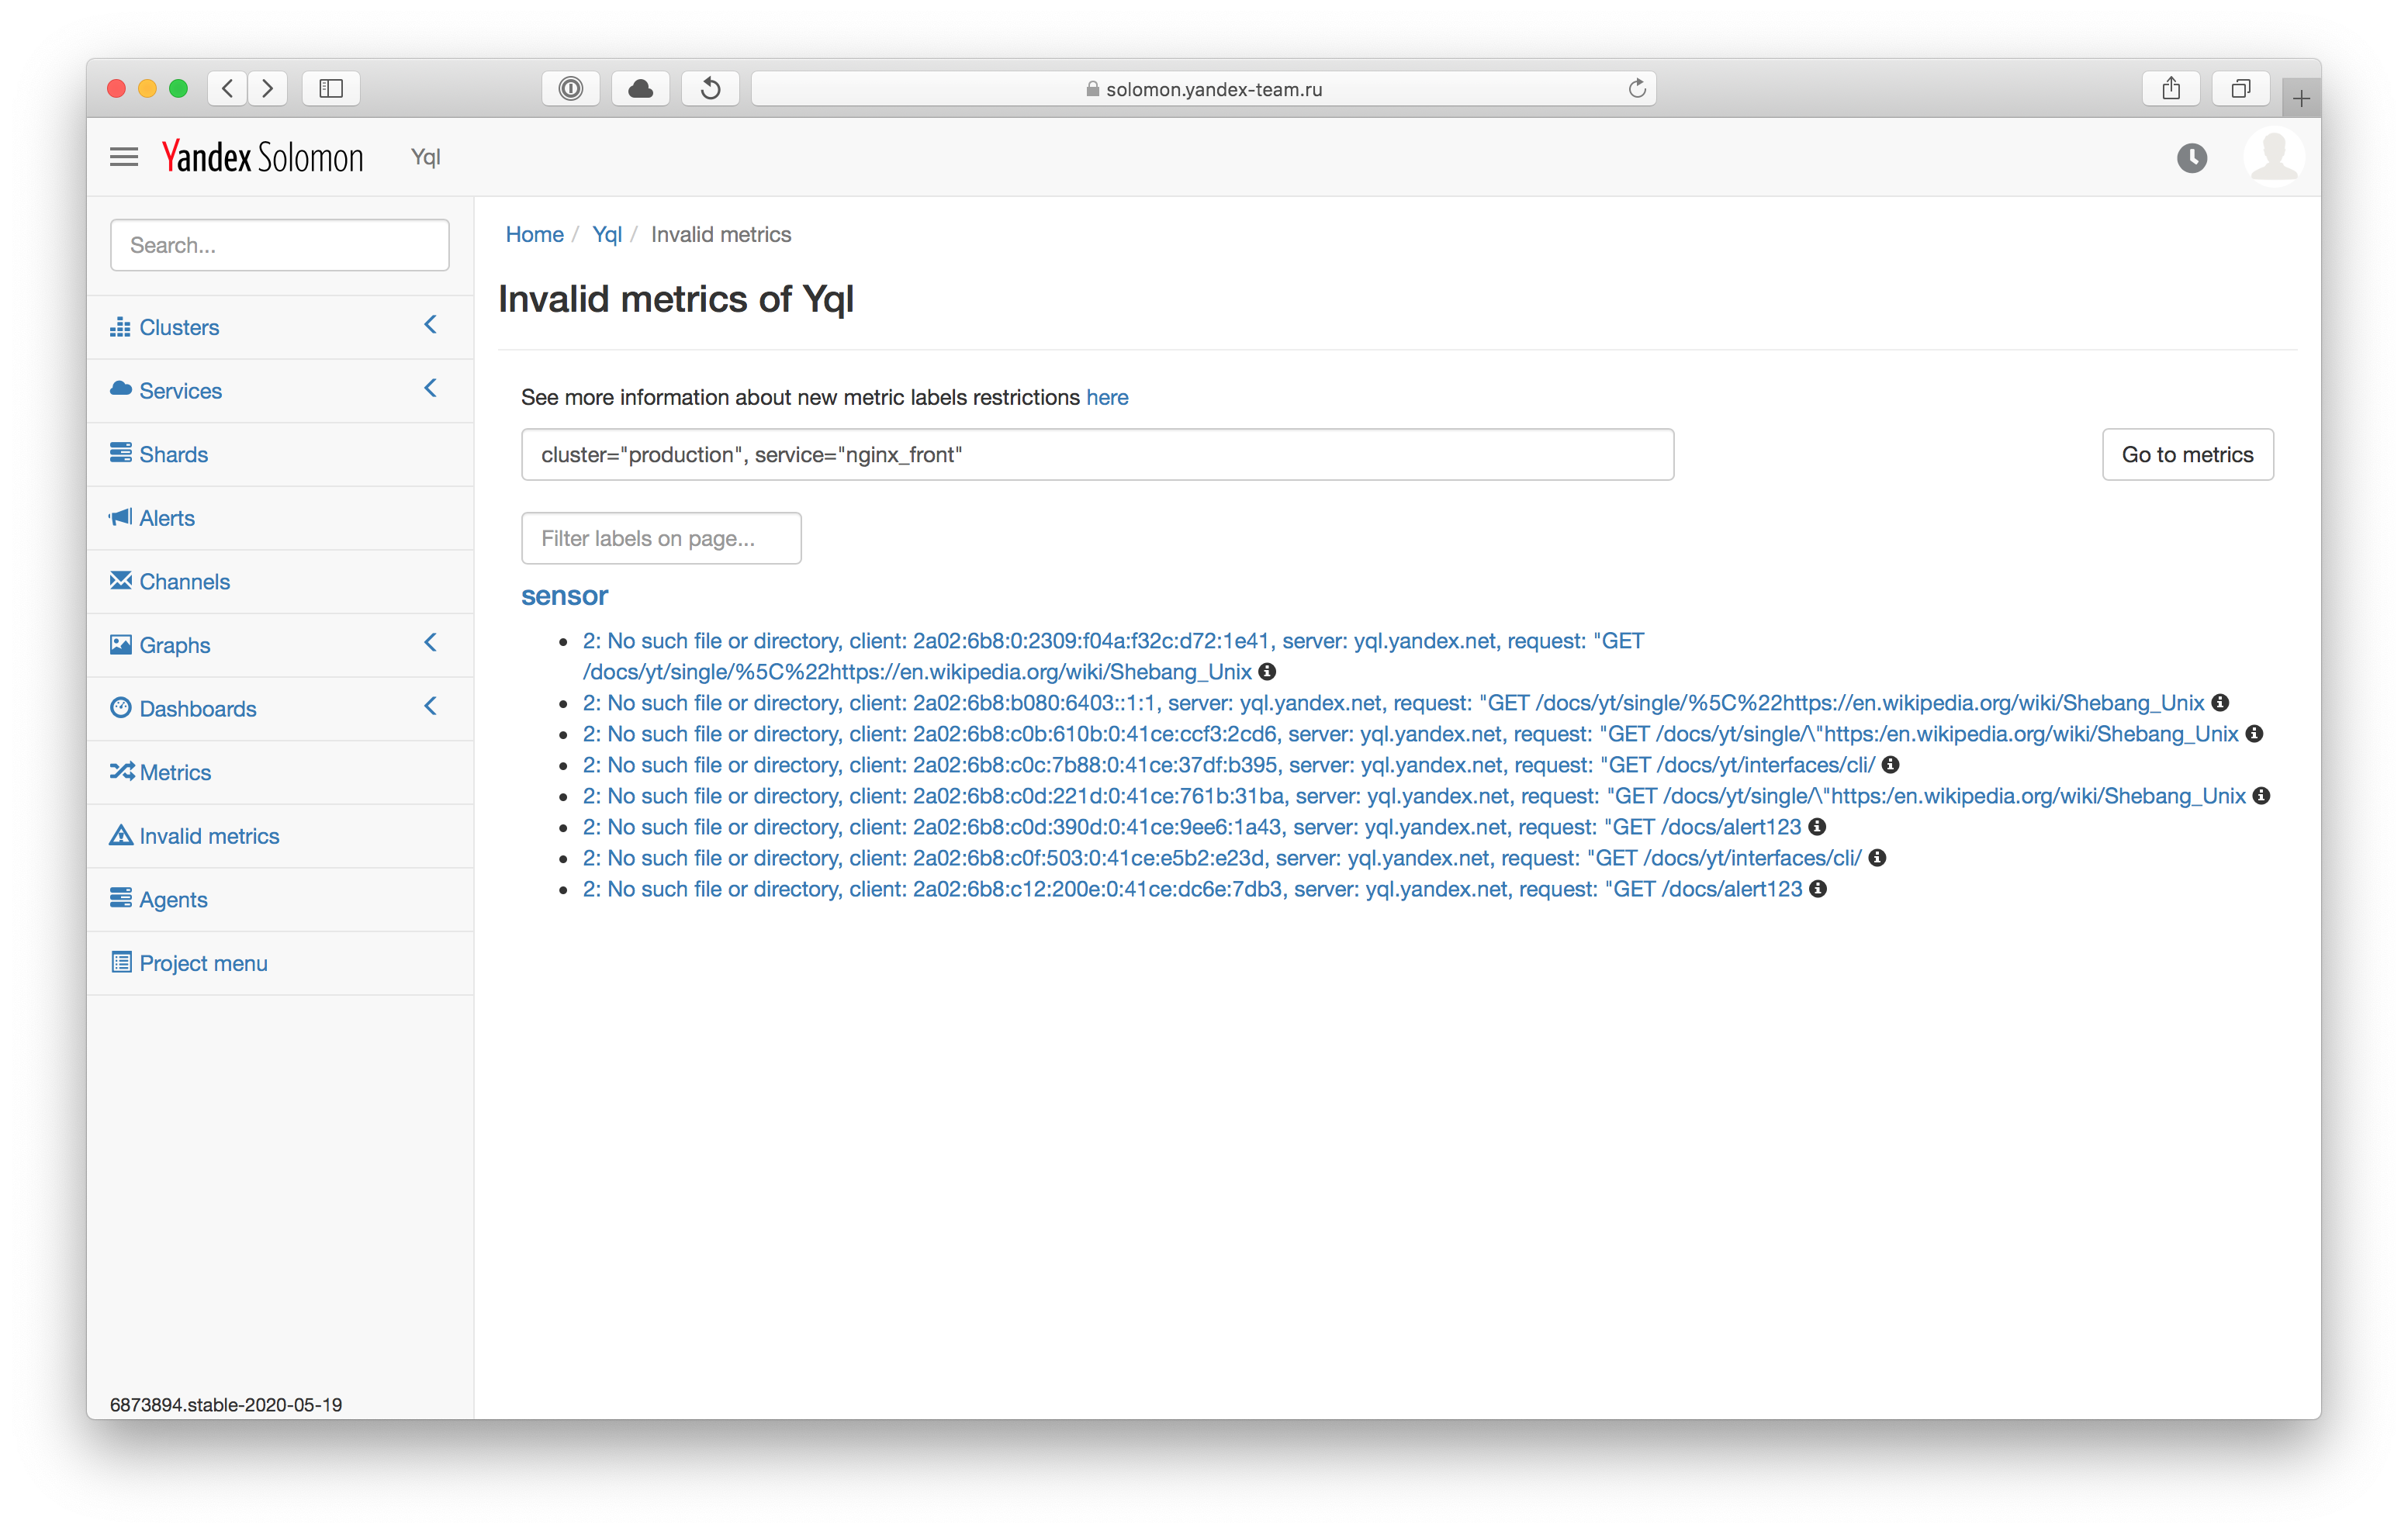 solomon.yandex-team.ru
Yandex Solomon
Yql
Search...
Clusters
Services
Shards
Alerts
Channels
Graphs
Dashboards
Metrics
Invalid metrics
Agents
Project menu
6873894.stable-2020-05-19
Home / Yql / Invalid metrics
Invalid metrics of Yql
See more information about new metric labels restrictions here
cluster="production", service="nginx_front"
Go to metrics
Filter labels on page...
sensor
2: No such file or directory, client: 2a02:6b8:0:2309:f04a:f32c:d72:1e41, server: yql.yandex.net, request: "GET
/docs/yt/single/%5C%22https://en.wikipedia.org/wiki/Shebang_Unix
2: No such file or directory, client: 2a02:6b8:b080:6403::1:1, server: yql.yandex.net, request: "GET /docs/yt/single/%5C%22https://en.wikipedia.org/wiki/Shebang_Unix
2: No such file or directory, client: 2a02:6b8:c0b:610b:0:41ce:ccf3:2cd6, server: yql.yandex.net, request: "GET /docs/yt/single/\"https:/en.wikipedia.org/wiki/Shebang_Unix
2: No such file or directory, client: 2a02:6b8:c0c:7b88:0:41ce:37df:b395, server: yql.yandex.net, request: "GET /docs/yt/interfaces/cli/
2: No such file or directory, client: 2a02:6b8:c0d:221d:0:41ce:761b:31ba, server: yql.yandex.net, request: "GET /docs/yt/single/\"https:/en.wikipedia.org/wiki/Shebang_Unix
2: No such file or directory, client: 2a02:6b8:c0d:390d:0:41ce:9ee6:1a43, server: yql.yandex.net, request: "GET /docs/alert123
2: No such file or directory, client: 2a02:6b8:c0f:503:0:41ce:e5b2:e23d, server: yql.yandex.net, request: "GET /docs/yt/interfaces/cli/
2: No such file or directory, client: 2a02:6b8:c12:200e:0:41ce:dc6e:7db3, server: yql.yandex.net, request: "GET /docs/alert123